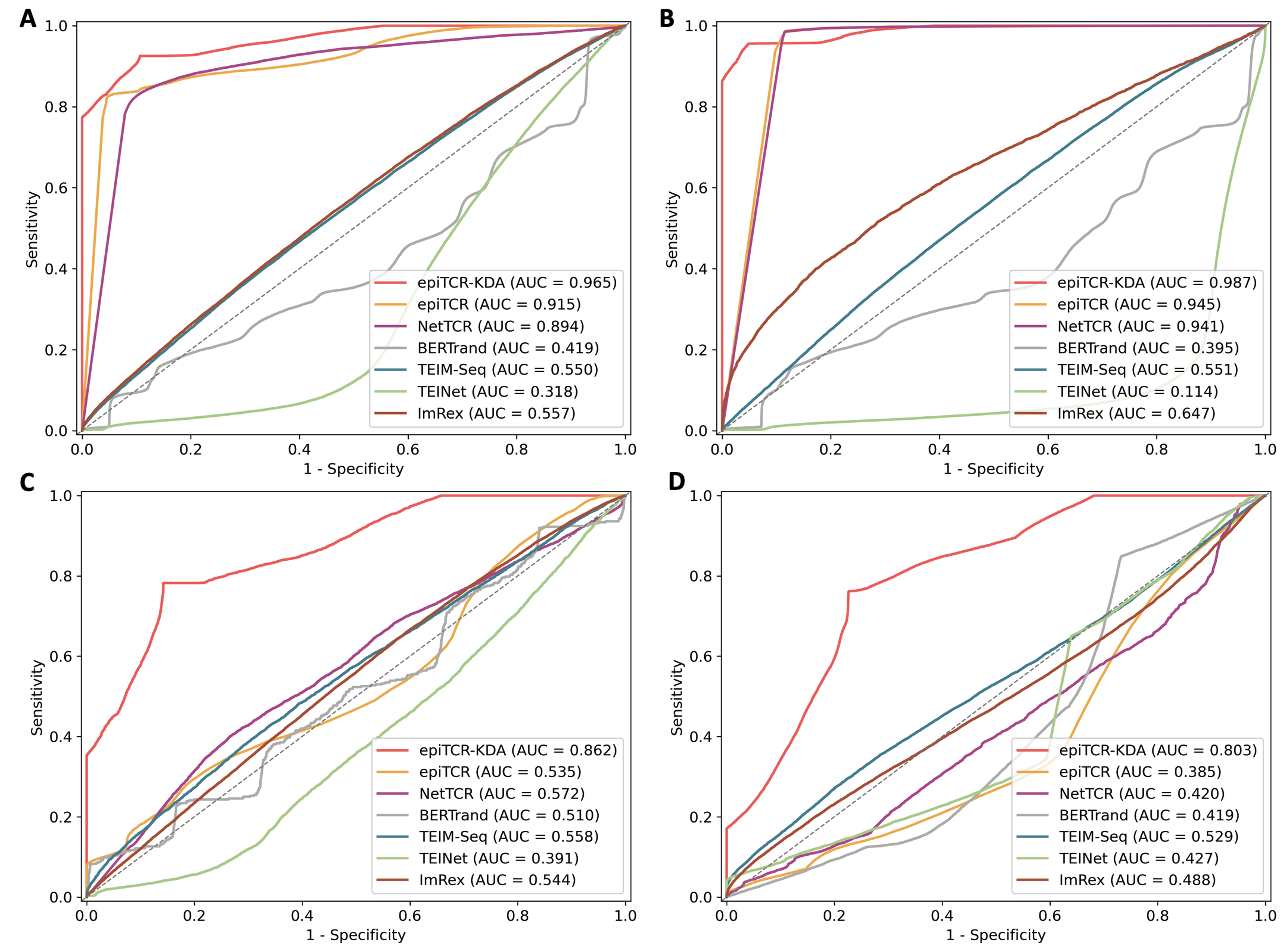 A
1.0
0.8
0.6
0.4
0.2
0.0
Sensitivity
0.0
0.2
0.4
0.6
0.8
1.0
1 - Specificity
epiTCR-KDA (AUC = 0.965)
epiTCR (AUC = 0.915)
NetTCR (AUC = 0.894)
BERTrand (AUC = 0.419)
TEIM-Seq (AUC = 0.550)
TEINet (AUC = 0.318)
ImRex (AUC = 0.557)
B
1.0
0.8
0.6
0.4
0.2
0.0
Sensitivity
0.0
0.2
0.4
0.6
0.8
1.0
1 - Specificity
epiTCR-KDA (AUC = 0.987)
epiTCR (AUC = 0.945)
NetTCR (AUC = 0.941)
BERTrand (AUC = 0.395)
TEIM-Seq (AUC = 0.551)
TEINet (AUC = 0.114)
ImRex (AUC = 0.647)
C
1.0
0.8
0.6
0.4
0.2
0.0
Sensitivity
0.0
0.2
0.4
0.6
0.8
1.0
1 - Specificity
epiTCR-KDA (AUC = 0.862)
epiTCR (AUC = 0.535)
NetTCR (AUC = 0.572)
BERTrand (AUC = 0.510)
TEIM-Seq (AUC = 0.558)
TEINet (AUC = 0.391)
ImRex (AUC = 0.544)
D
1.0
0.8
0.6
0.4
0.2
0.0
Sensitivity
0.0
0.2
0.4
0.6
0.8
1.0
1 - Specificity
epiTCR-KDA (AUC = 0.803)
epiTCR (AUC = 0.385)
NetTCR (AUC = 0.420)
BERTrand (AUC = 0.419)
TEIM-Seq (AUC = 0.529)
TEINet (AUC = 0.427)
ImRex (AUC = 0.488)